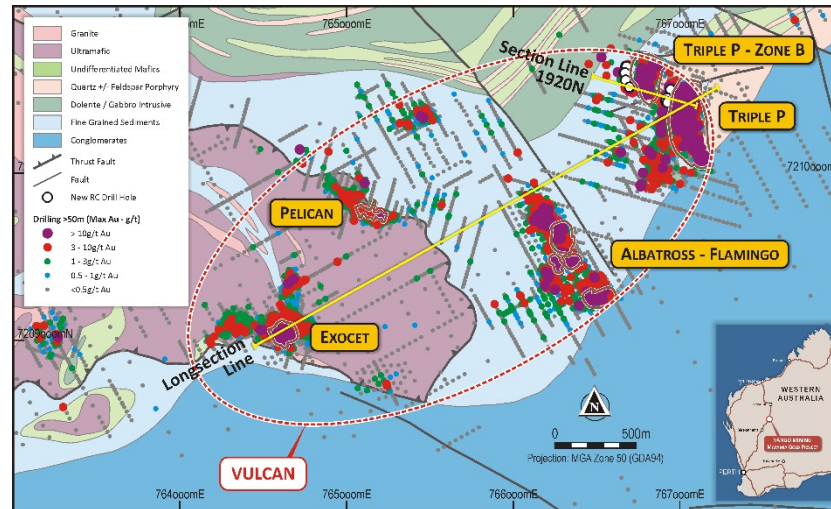 765000mE
767000mE
Granite
Ultramafic
Undifferentiated Mafics
Quartz +/- Feldspar Porphyry
Dolerite / Gabbro Intrusive
Fine Grained Sediments
Conglomerates
Thrust Fault
Fault
New RC Drill Hole
Drilling >50m (Max Au - g/t)
> 10g/t Au
3 - 10g/t Au
1 - 3g/t Au
0.5 - 1g/t Au
<0.5g/t Au
TRIPLE P - ZONE B
Section Line
1920N
TRIPLE P
7210
PELICAN
ALBATROSS - FLAMINGO
7209000mN
EXOCET
Longsection
Line
N
0
500m
Projection: MGA Zone 50 (GDA94)
VULCAN
764000mE
765000mE
766000mE
767000mE
WESTERN
AUSTRALIA
PERTH